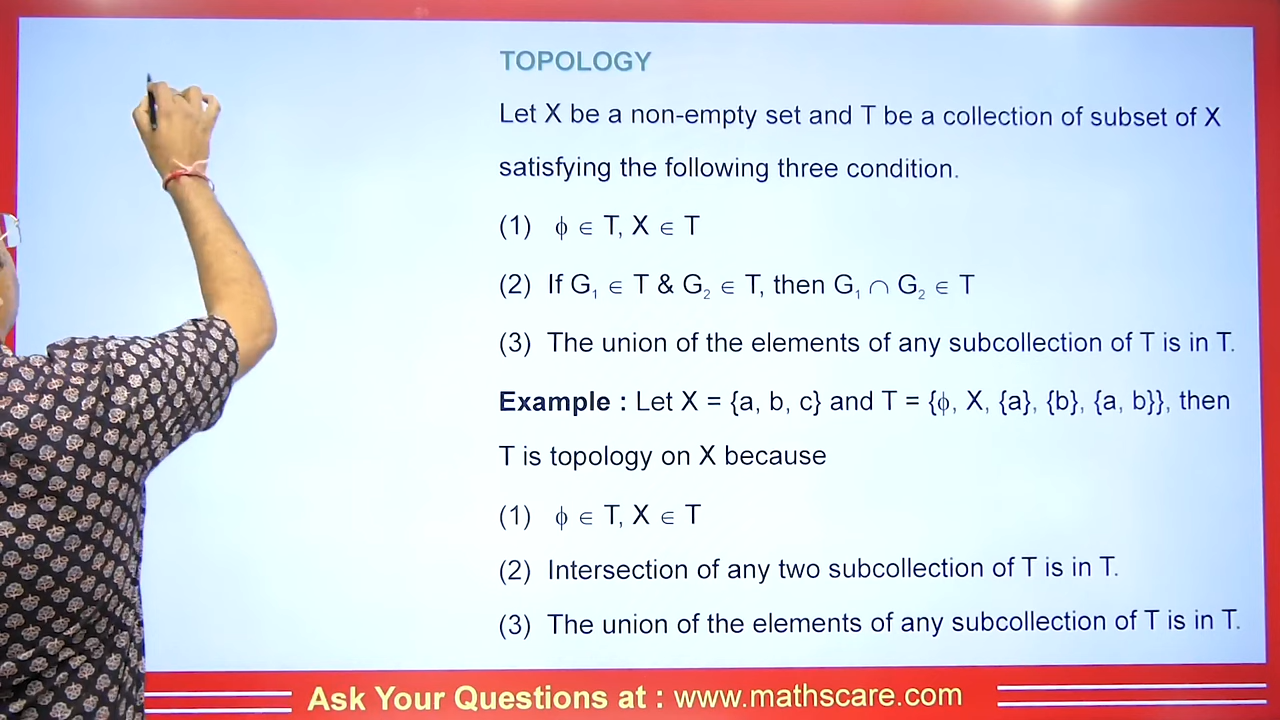 TOPOLOGY
Let X be a non-empty set and T be a collection of subset of X
satisfying the following three condition.
(1) ϕ ∈ T, X ∈ T
(2) If G₁ ∈ T & G₂ ∈ T, then G₁ ∩ G₂ ∈ T
(3) The union of the elements of any subcollection of T is in T.
Example : Let X = {a, b, c} and T = {ϕ, X, {a}, {b}, {a, b}}, then
T is topology on X because
(1) ϕ ∈ T, X ∈ T
(2) Intersection of any two subcollection of T is in T.
(3) The union of the elements of any subcollection of T is in T.
Ask Your Questions at : www.mathscare.com